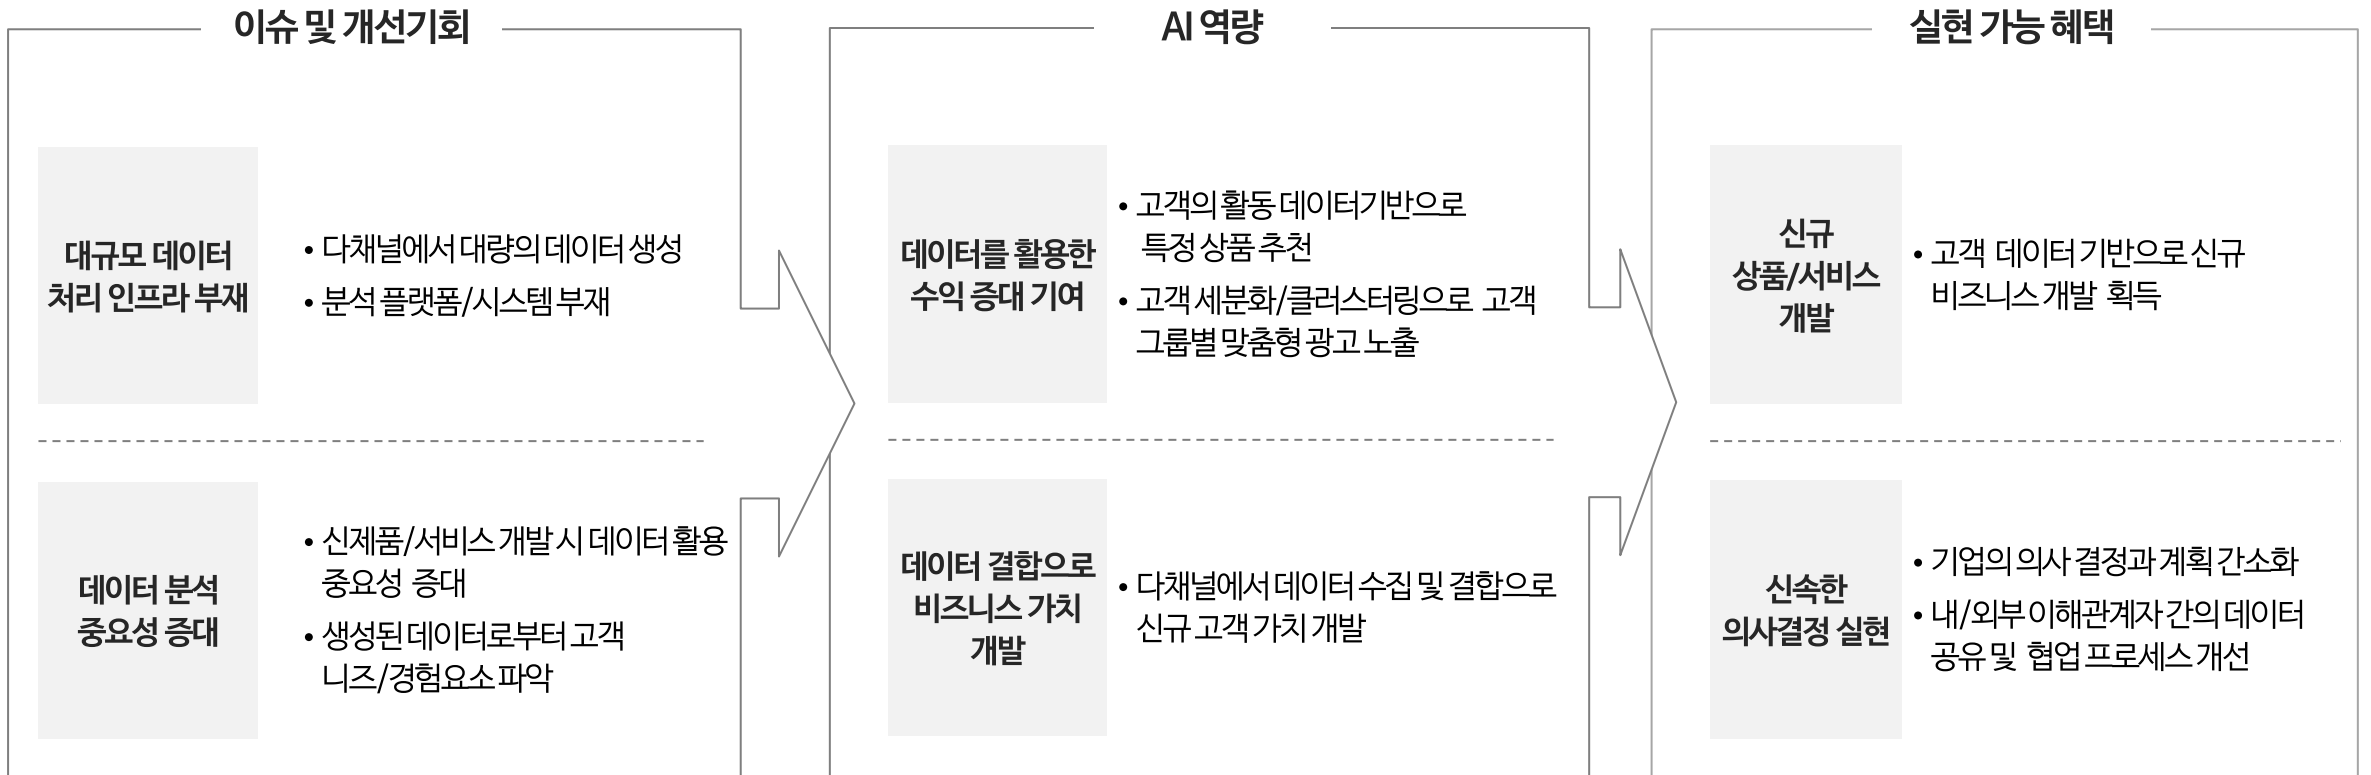 이슈 및 개선기회
대규모 데이터
처리 인프라 부재
• 다채널에서 대량의 데이터 생성
• 분석 플랫폼/시스템 부재
데이터 분석
중요성 증대
• 신제품/서비스 개발 시 데이터 활용
중요성 증대
• 생성된 데이터로부터 고객
니즈/경험요소 파악
AI 역량
데이터를 활용한
수익 증대 기여
• 고객의 활동 데이터기반으로
특정 상품 추천
• 고객 세분화/클러스터링으로 고객
그룹별 맞춤형 광고 노출
데이터 결합으로
비즈니스 가치
개발
• 다채널에서 데이터 수집 및 결합으로
신규 고객 가치 개발
실현 가능 혜택
신규
상품/서비스
개발
• 고객 데이터 기반으로 신규
비즈니스 개발 획득
신속한
의사결정 실현
• 기업의 의사 결정과 계획 간소화
• 내/외부 이해관계자 간의 데이터
공유 및 협업 프로세스 개선